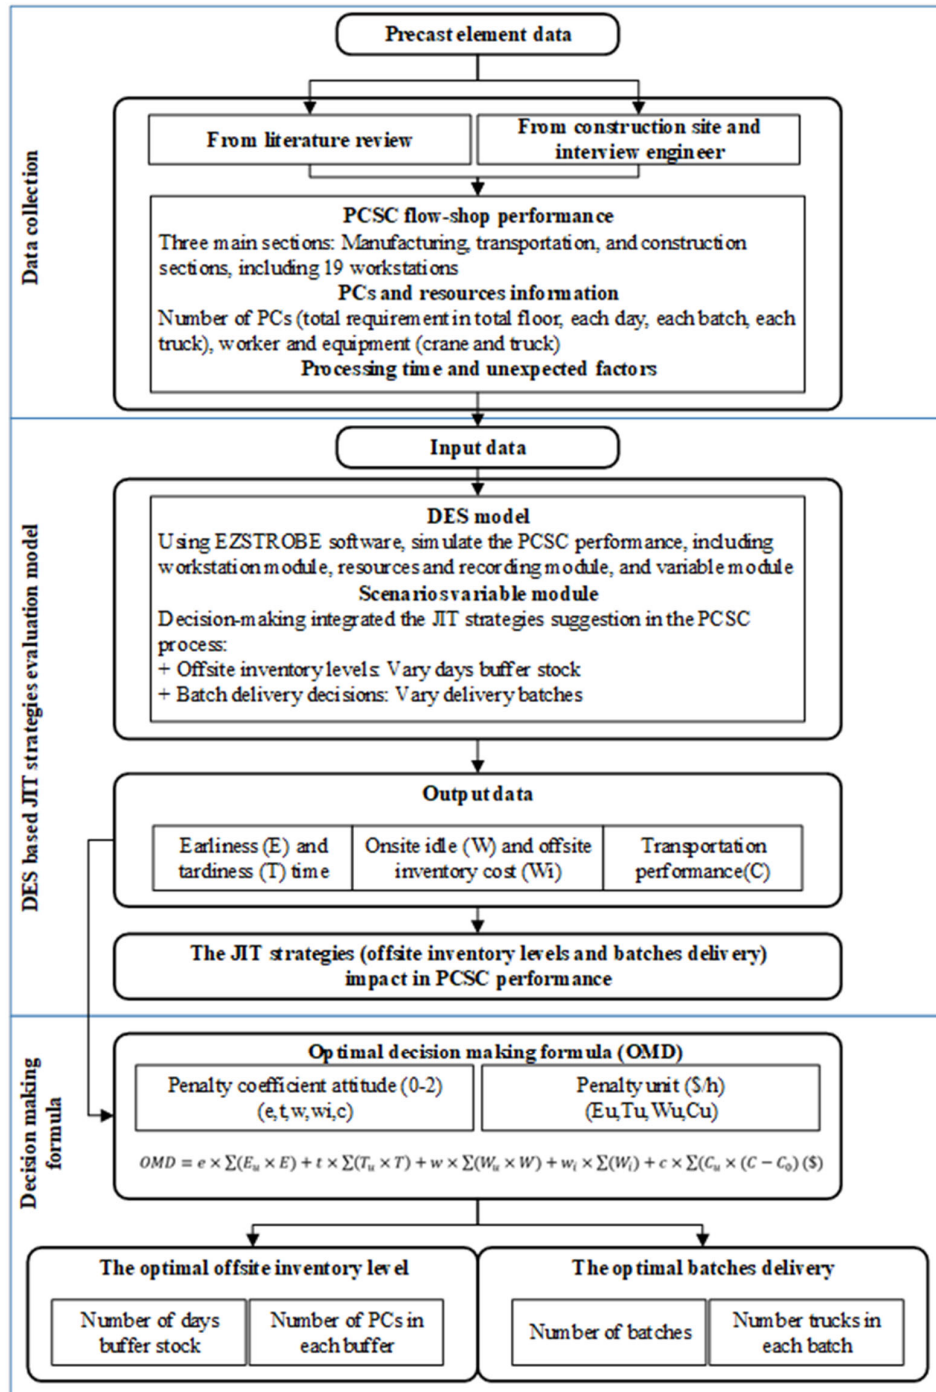 Precast element data
Data collection
From literature review
From construction site and
interview engineer
PCSC flow-shop performance
Three main sections: Manufacturing, transportation, and construction
sections, including 19 workstations
PCs and resources information
Number of PCs (total requirement in total floor, each day, each batch, each
truck), worker and equipment (crane and truck)
Processing time and unexpected factors
DES based JIT strategies evaluation model
Input data
DES model
Using EZSTROBE software, simulate the PCSC performance, including
workstation module, resources and recording module, and variable module
Scenarios variable module
Decision-making integrated the JIT strategies suggestion in the PCSC
process:
+ Offsite inventory levels: Vary days buffer stock
+ Batch delivery decisions: Vary delivery batches
Output data
Earliness (E) and
tardiness (T) time
Onsite idle (W) and offsite
inventory cost (Wi)
Transportation
performance(C)
The JIT strategies (offsite inventory levels and batches delivery)
impact in PCSC performance
Decision making
formula
Optimal decision making formula (OMD)
Penalty coefficient attitude (0-2)
(e,t,w,wi,c)
Penalty unit ($/h)
(Eu,Tu,Wu,Cu)
OMD = e × ∑(E_u × E) + t × ∑(T_u × T) + w × ∑(W_u × W) + w_i × ∑(W_i) + c × ∑(C_u × (C − C_0) ($)
The optimal offsite inventory level
Number of days
buffer stock
Number of PCs in
each buffer
The optimal batches delivery
Number of batches
Number trucks in
each batch